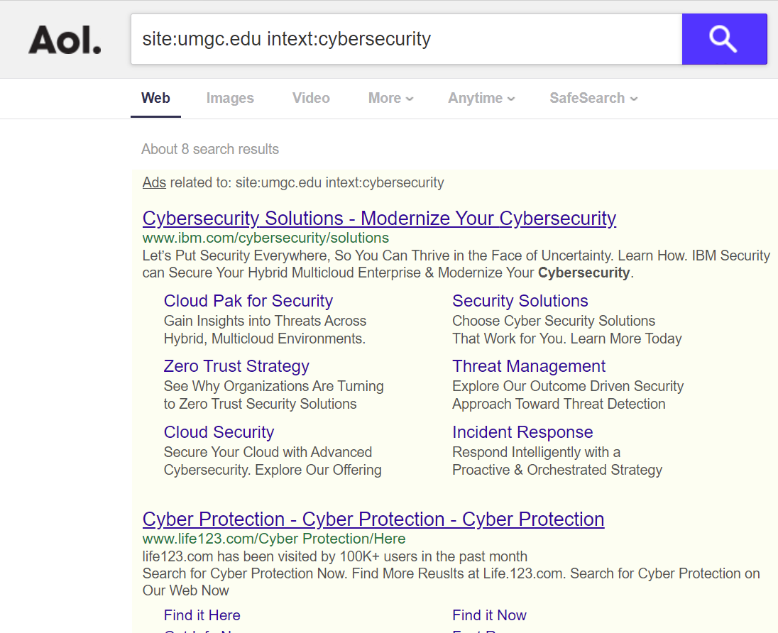 Aol.
site:umgc.edu intext:cybersecurity
Web Images Video More Anytime SafeSearch
About 8 search results
Ads related to: site:umgc.edu intext:cybersecurity
Cybersecurity Solutions - Modernize Your Cybersecurity
www.ibm.com/cybersecurity/solutions
Let's Put Security Everywhere, So You Can Thrive in the Face of Uncertainty. Learn How. IBM Security
can Secure Your Hybrid Multicloud Enterprise & Modernize Your Cybersecurity.
Cloud Pak for Security
Gain Insights into Threats Across
Hybrid, Multicloud Environments.
Security Solutions
Choose Cyber Security Solutions
That Work for You. Learn More Today
Zero Trust Strategy
See Why Organizations Are Turning
to Zero Trust Security Solutions
Threat Management
Explore Our Outcome Driven Security
Approach Toward Threat Detection
Cloud Security
Secure Your Cloud with Advanced
Cybersecurity. Explore Our Offering
Incident Response
Respond Intelligently with a
Proactive & Orchestrated Strategy
Cyber Protection - Cyber Protection - Cyber Protection
www.life123.com/Cyber Protection/Here
life123.com has been visited by 100K+ users in the past month
Search for Cyber Protection Now. Find More Reuslts at Life.123.com. Search for Cyber Protection on
Our Web Now
Find it Here
Find it Now